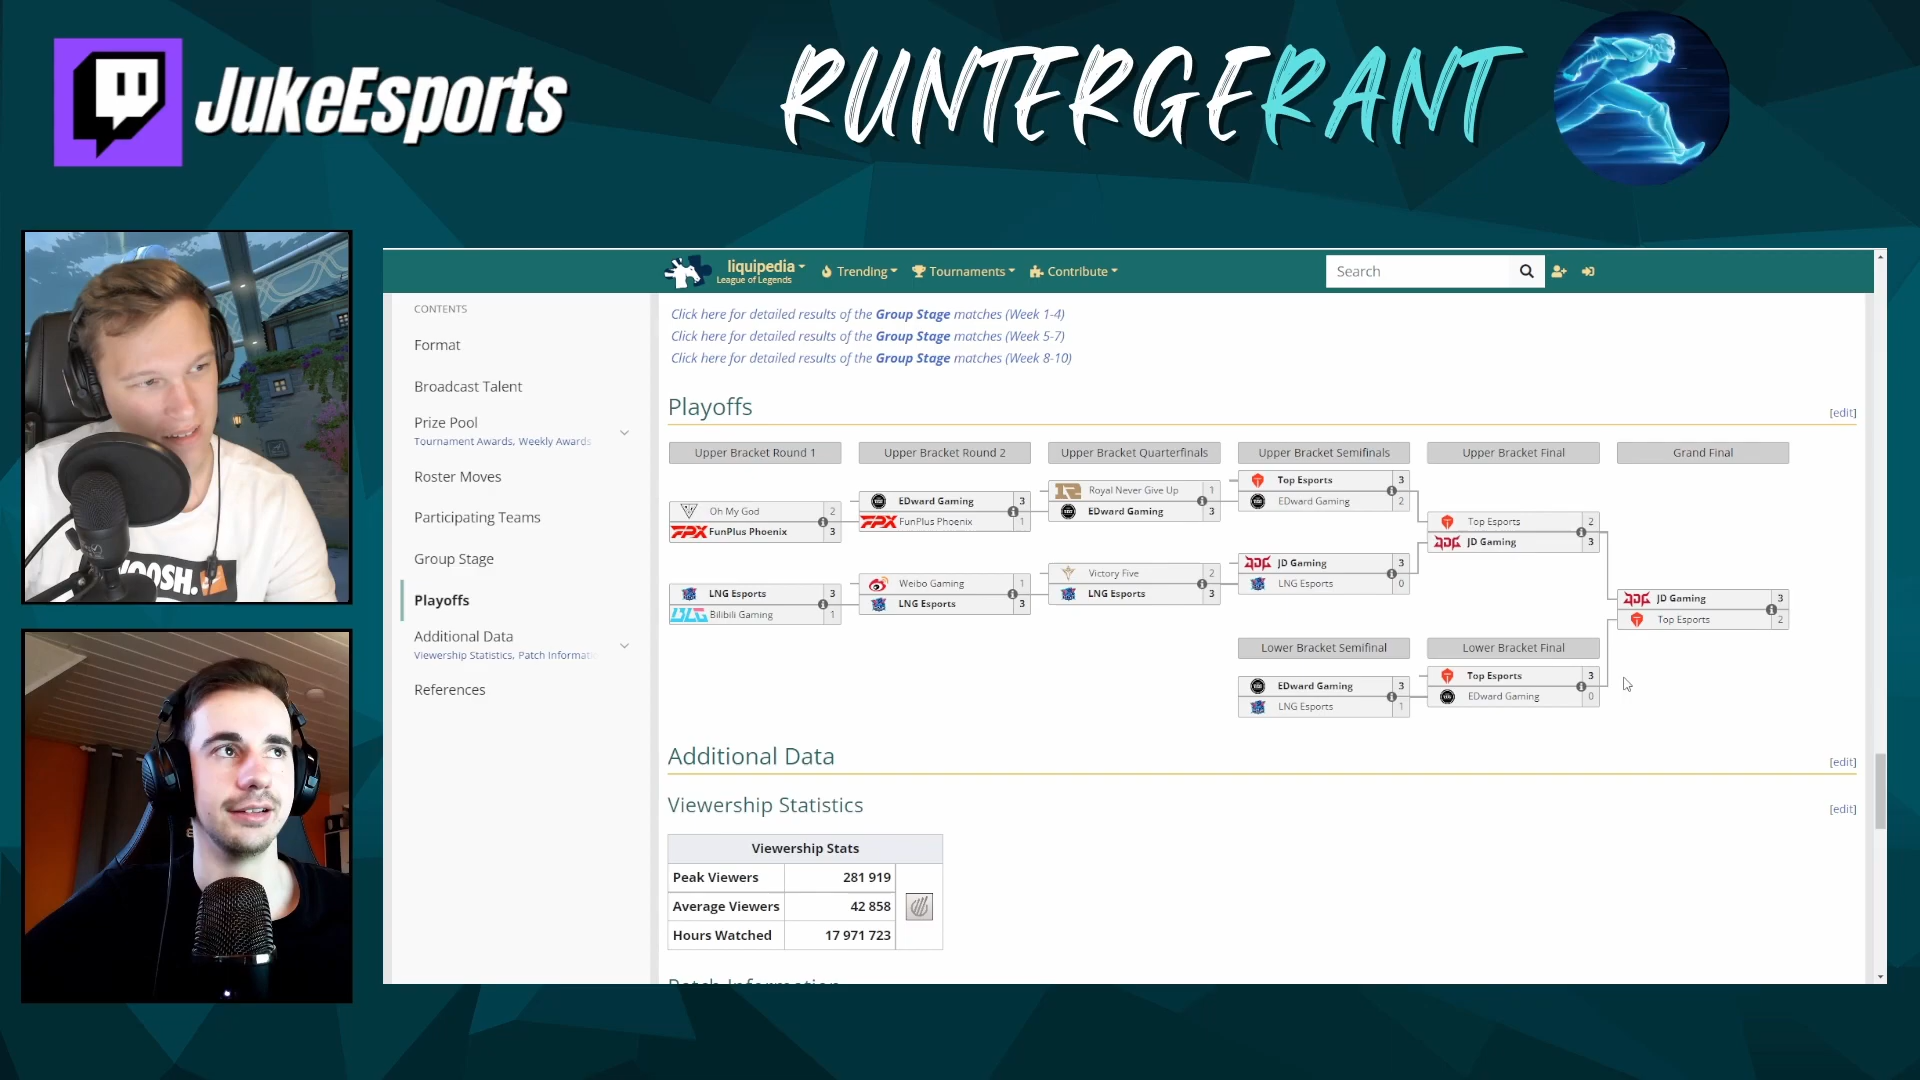 JukeEsports
RUNTERGERANT
WOOSH.
liquipedia
League of Legends
Trending
Tournaments
Contribute
Search
CONTENTS
Format
Broadcast Talent
Prize Pool
Tournament Awards, Weekly Awards
Roster Moves
Participating Teams
Group Stage
Playoffs
Additional Data
Viewership Statistics, Patch Informati
References
Click here for detailed results of the Group Stage matches (Week 1-4)
Click here for detailed results of the Group Stage matches (Week 5-7)
Click here for detailed results of the Group Stage matches (Week 8-10)
Playoffs
[edit]
Upper Bracket Round 1
Upper Bracket Round 2
Upper Bracket Quarterfinals
Upper Bracket Semifinals
Upper Bracket Final
Grand Final
Oh My God 2
FPX FunPlus Phoenix 3
LNG Esports 3
BLG Bilibili Gaming 1
EDward Gaming 3
FPX FunPlus Phoenix 1
Weibo Gaming 1
LNG Esports 3
Royal Never Give Up 1
EDward Gaming 3
Victory Five 2
LNG Esports 3
Top Esports 3
EDward Gaming 2
JDG JD Gaming 3
LNG Esports 0
Top Esports 2
JDG JD Gaming 3
JDG JD Gaming 3
Top Esports 2
Lower Bracket Semifinal
Lower Bracket Final
EDward Gaming 3
LNG Esports 1
Top Esports 3
EDward Gaming 0
Additional Data
[edit]
Viewership Statistics
[edit]
Viewership Stats
Peak Viewers 281 919
Average Viewers 42 858
Hours Watched 17 971 723
Patch Information